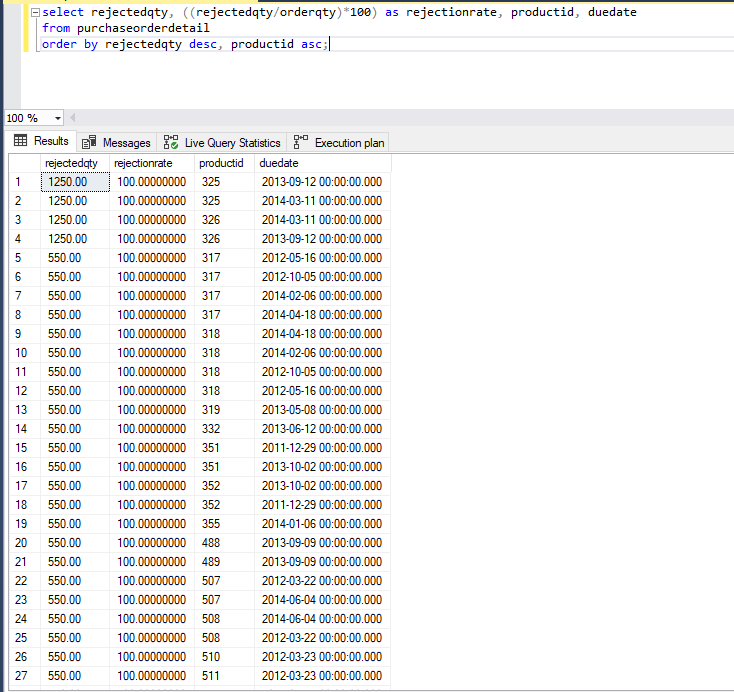 select rejectedqty, ((rejectedqty/orderqty)*100) as rejectionrate, productid, duedate
from purchaseorderdetail
order by rejectedqty desc, productid asc;
100 %
Results Messages Live Query Statistics Execution plan
rejectedqty rejectionrate productid duedate
1 1250.00 100.00000000 325 2013-09-12 00:00:00.000
2 1250.00 100.00000000 325 2014-03-11 00:00:00.000
3 1250.00 100.00000000 326 2014-03-11 00:00:00.000
4 1250.00 100.00000000 326 2013-09-12 00:00:00.000
5 550.00 100.00000000 317 2012-05-16 00:00:00.000
6 550.00 100.00000000 317 2012-10-05 00:00:00.000
7 550.00 100.00000000 317 2014-02-06 00:00:00.000
8 550.00 100.00000000 317 2014-04-18 00:00:00.000
9 550.00 100.00000000 318 2014-04-18 00:00:00.000
10 550.00 100.00000000 318 2014-02-06 00:00:00.000
11 550.00 100.00000000 318 2012-10-05 00:00:00.000
12 550.00 100.00000000 318 2012-05-16 00:00:00.000
13 550.00 100.00000000 319 2013-05-08 00:00:00.000
14 550.00 100.00000000 332 2013-06-12 00:00:00.000
15 550.00 100.00000000 351 2011-12-29 00:00:00.000
16 550.00 100.00000000 351 2013-10-02 00:00:00.000
17 550.00 100.00000000 352 2013-10-02 00:00:00.000
18 550.00 100.00000000 352 2011-12-29 00:00:00.000
19 550.00 100.00000000 355 2014-01-06 00:00:00.000
20 550.00 100.00000000 488 2013-09-09 00:00:00.000
21 550.00 100.00000000 489 2013-09-09 00:00:00.000
22 550.00 100.00000000 507 2012-03-22 00:00:00.000
23 550.00 100.00000000 507 2014-06-04 00:00:00.000
24 550.00 100.00000000 508 2014-06-04 00:00:00.000
25 550.00 100.00000000 508 2012-03-22 00:00:00.000
26 550.00 100.00000000 510 2012-03-23 00:00:00.000
27 550.00 100.00000000 511 2012-03-23 00:00:00.000